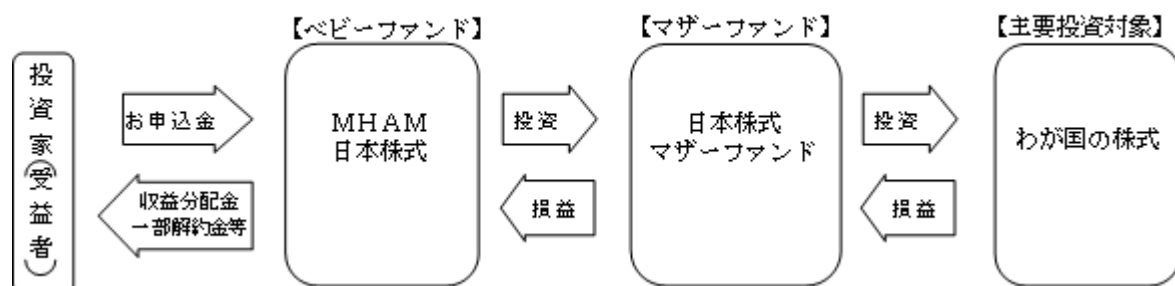 【ベビーファンド】
【マザーファンド】
【主要投資対象】
投資家(受益者)
お申込金
収益分配金
一部解約金等
MHAM
日本株式
投資
損益
日本株式
マザーファンド
投資
損益
わが国の株式